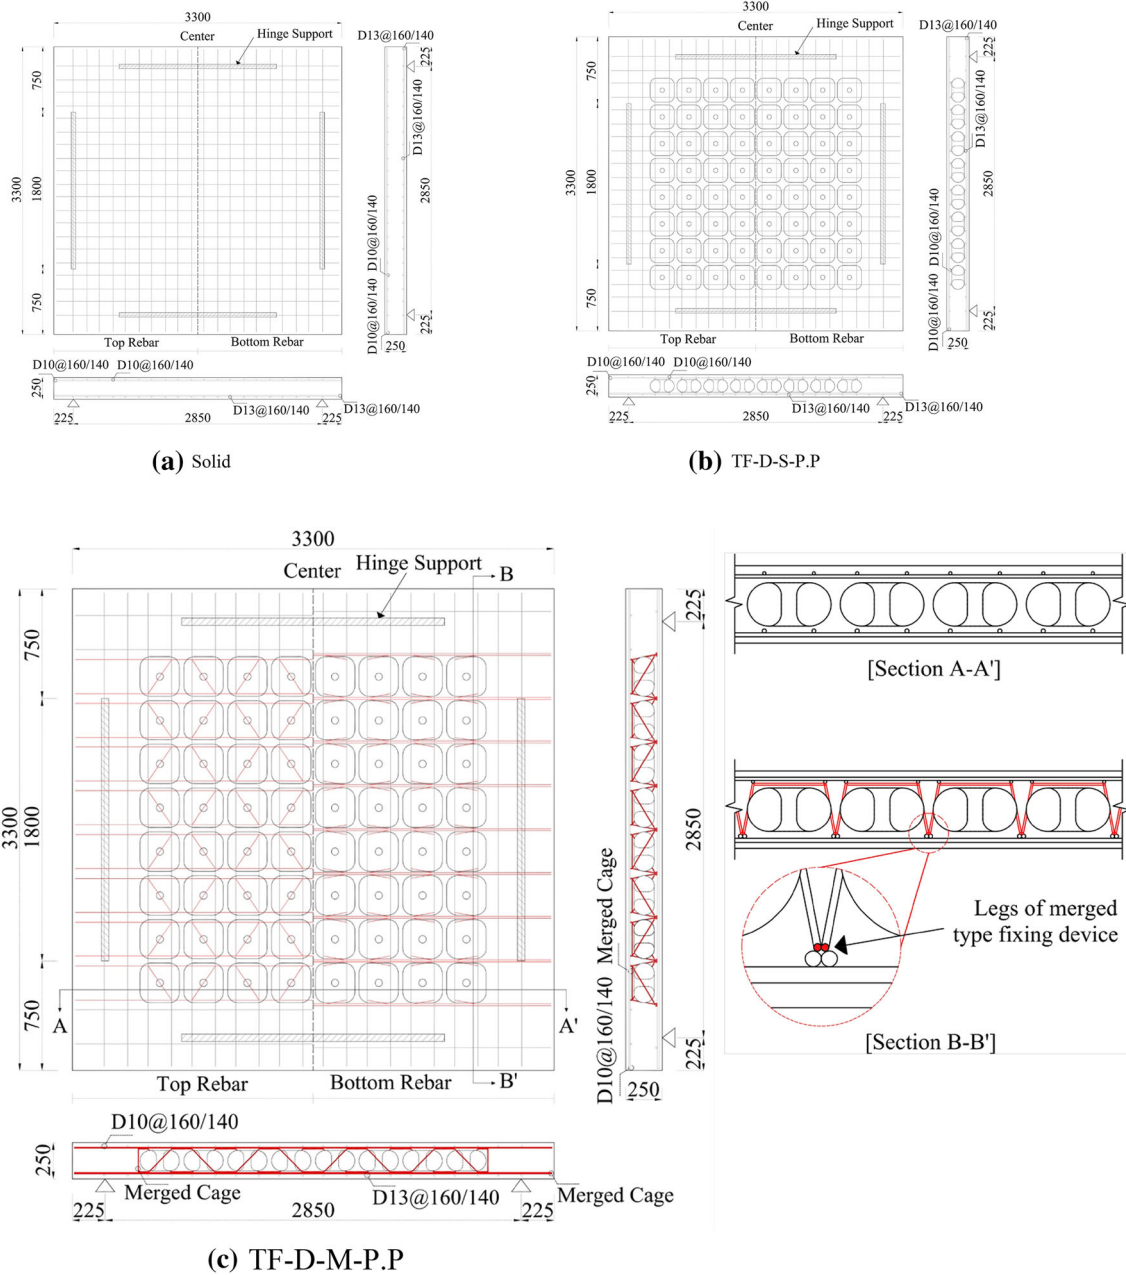 3300
Center
Hinge Support
750
1800
3300
750
Top Rebar
Bottom Rebar
D13@160/140
225
D13@160/140
2850
D10@160/140
D10@160/140
225
250
D10@160/140
D10@160/140
250
D13@160/140
D13@160/140
225
2850
225
(a) Solid
3300
Center
Hinge Support
750
1800
3300
750
Top Rebar
Bottom Rebar
D13@160/140
225
D13@160/140
2850
D10@160/140
D10@160/140
225
250
D10@160/140
D10@160/140
250
D13@160/140
D13@160/140
225
2850
225
(b) TF-D-S-P.P
3300
Center
Hinge Support
B
750
1800
3300
750
A
A'
B'
Top Rebar
Bottom Rebar
225
2850
Merged Cage
D10@160/140
225
250
D10@160/140
250
Merged Cage
D13@160/140
Merged Cage
225
2850
225
[Section A-A']
Legs of merged
type fixing device
[Section B-B']
(c) TF-D-M-P.P